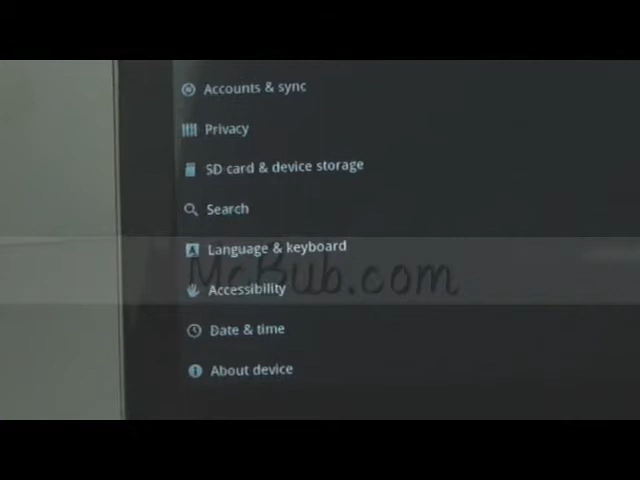 Accounts & sync
Privacy
SD card & device storage
Search
Language & keyboard
McBub.com
Accessibility
Date & time
About device